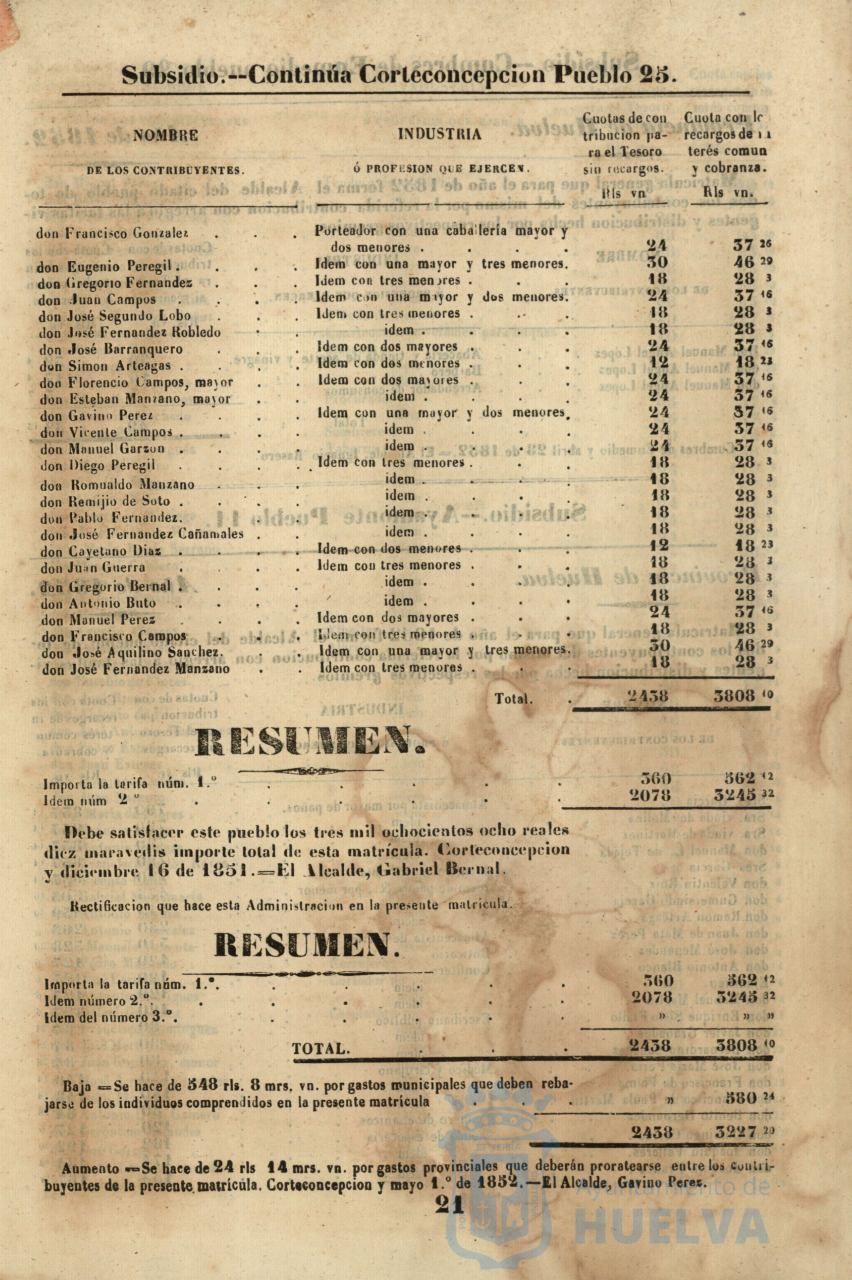 Subsidio.--Continúa Corteconcepcion Pueblo 25.
NOMBRE
DE LOS CONTRIBUYENTES.
INDUSTRIA
Ó PROFESION QUE EJERCEN.
Cuotas de con
tribucion pa-
ra el Tesoro
sin recargos.
Rls vn
Cuota con lo
recargos de
terés comun
y cobranza.
Rls vn.
don Francisco Gonzalez . . . Porteador con una caballería mayor y
dos menores . . . . 24 37 26
don Eugenio Peregil . . . . Idem con una mayor y tres menores. 30 46 29
don Gregorio Fernandez . . . Idem con tres menores . . . 18 28 3
don Juan Campos . . . . Idem con una mayor y dos menores. 24 37 16
don José Segundo Lobo . . . Idem con tres menores . . . 18 28 3
don José Fernandez Robledo . . idem . . . . 18 28 3
don José Barranquero . . . Idem con dos mayores . . . 24 37 16
don Simon Arteagas . . . . Idem con dos menores . . . 12 18 23
don Florencio Campos, mayor . . Idem con dos mayores . . . 24 37 16
don Esteban Manzano, mayor . . idem . . . . 24 37 16
don Gavino Perez . . . . Idem con una mayor y dos menores. 24 37 16
don Vicente Campos . . . . idem . . . . 24 37 16
don Manuel Garzon . . . . idem . . . . 24 37 16
don Diego Peregil . . . . Idem con tres menores . . . 18 28 3
don Romualdo Manzano . . . idem . . . . 18 28 3
don Remijio de Soto . . . . idem . . . . 18 28 3
don Pablo Fernandez. . . . idem . . . . 18 28 3
don José Fernandez Cañamales . . idem . . . . 18 28 3
don Cayetano Diaz . . . . Idem con dos menores . . . 12 18 23
don Juan Guerra . . . . Idem con tres menores . . . 18 28 3
don Gregorio Bernal . . . . idem . . . . 18 28 3
don Antonio Buto . . . . idem . . . . 18 28 3
don Manuel Perez . . . . Idem con dos mayores . . . 24 37 16
don Francisco Campos . . . Idem con tres menores . . . 18 28 3
don José Aquilino Sanchez. . . Idem con una mayor y tres menores. 30 46 29
don José Fernandez Manzano . . Idem con tres menores . . . 18 28 3
Total. . 2438 3808 10
RESUMEN.
Importa la tarifa núm. 1.º . . . . . 360 562 12
Idem núm 2 º . . . . . 2078 3245 32
Debe satisfacer este pueblo los tres mil ochocientos ocho reales
diez maravedis importe total de esta matrícula. Corteconcepcion
y diciembre 16 de 1851.=El Alcalde, Gabriel Bernal.
Rectificacion que hace esta Administracion en la presente matricula.
RESUMEN.
Importa la tarifa núm. 1.ª. . . . . . 360 562 12
Idem número 2.º. . . . . . . 2078 3245 32
Idem del número 3.º. . . . . . » » »
TOTAL. . . . 2438 3808 10
Baja =Se hace de 348 rls. 8 mrs. vn. por gastos municipales que deben reba-
jarse de los individuos comprendidos en la presente matrícula . . . » 580 24
2438 3227 20
Aumento =Se hace de 24 rls 14 mrs. vn. por gastos provinciales que deberán proratearse entre los contri-
buyentes de la presente matrícula. Corteconcepcion y mayo 1.º de 1852.—El Alcalde, Gavino Perez.
21
Ayuntamiento de
HUELVA